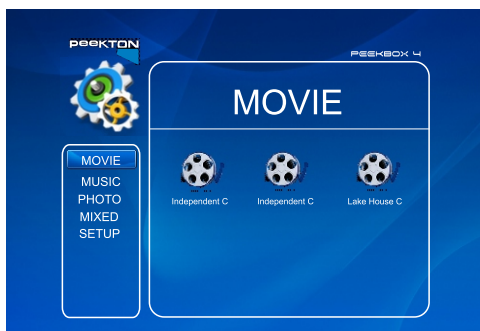 PEEKTON
PEEKBOX 4
MOVIE
MOVIE
MUSIC
PHOTO
MIXED
SETUP
Independent C
Independent C
Lake House C